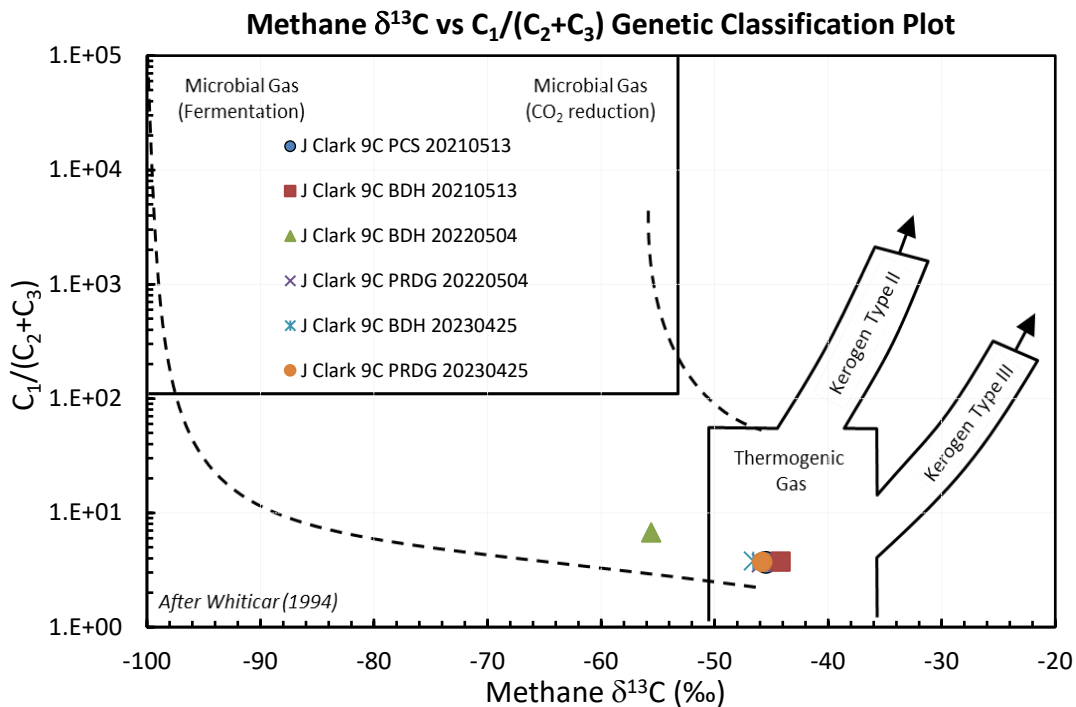 Methane δ¹³C vs C₁/(C₂+C₃) Genetic Classification Plot
1.E+05
1.E+04
1.E+03
1.E+02
1.E+01
1.E+00
C₁/(C₂+C₃)
Microbial Gas
(Fermentation)
Microbial Gas
(CO₂ reduction)
J Clark 9C PCS 20210513
J Clark 9C BDH 20210513
J Clark 9C BDH 20220504
J Clark 9C PRDG 20220504
J Clark 9C BDH 20230425
J Clark 9C PRDG 20230425
Kerogen Type II
Kerogen Type III
Thermogenic
Gas
After Whiticar (1994)
-100 -90 -80 -70 -60 -50 -40 -30 -20
Methane δ¹³C (‰)